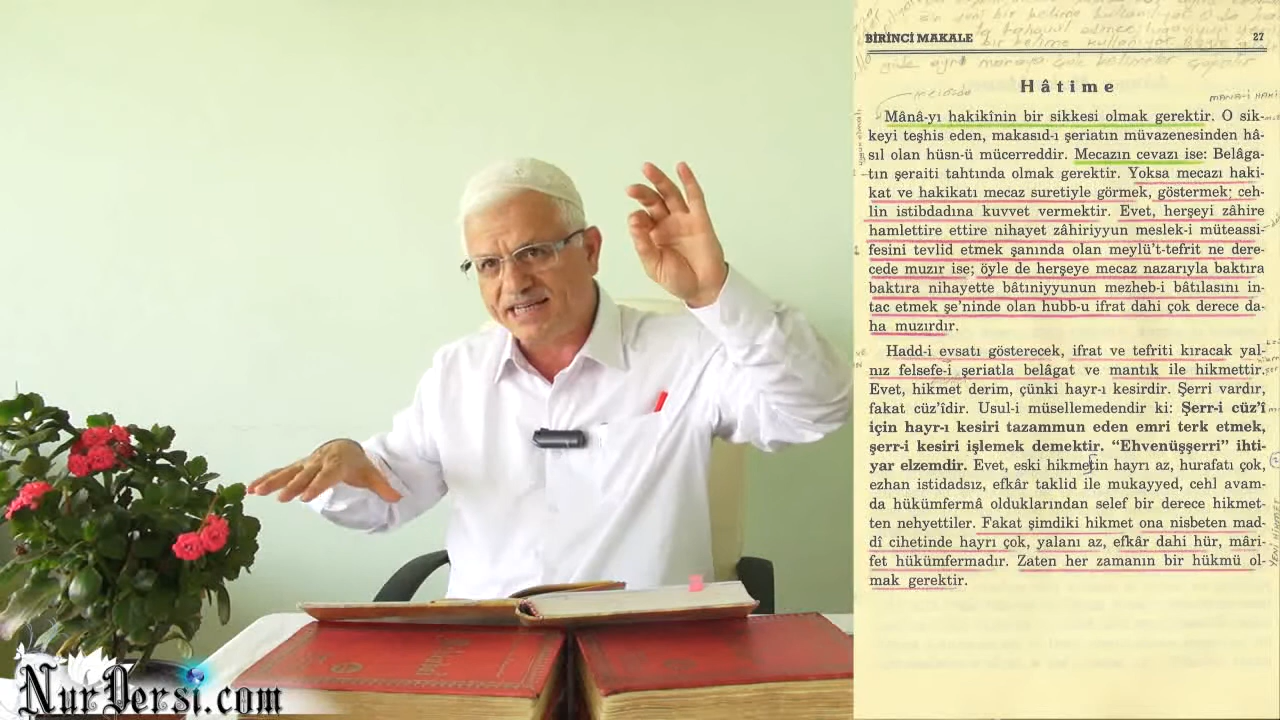 BİRİNCİ MAKALE 27
Hâtime
Mânâ-yı hakikînin bir sikkesi olmak gerektir. O sik-
keyi teşhis eden, makasıd-ı şeriatın müvazenesinden hâ-
sıl olan hüsn-ü mücerreddir. Mecazın cevazı ise: Belâga-
tın şeraiti tahtında olmak gerektir. Yoksa mecazı haki-
kat ve hakikatı mecaz suretiyle görmek, göstermek; ceh-
lin istibdadına kuvvet vermektir. Evet, herşeyi zâhire
hamlettire ettire nihayet zâhiriyyun meslek-i müteassi-
fesini tevlid etmek şanında olan meylü't-tefrit ne dere-
cede muzır ise; öyle de herşeye mecaz nazarıyla baktıra
baktıra nihayette bâtıniyyunun mezheb-i bâtılasını in-
tac etmek şe'ninde olan hubb-u ifrat dahi çok derece da-
ha muzırdır.
Hadd-i evsatı gösterecek, ifrat ve tefriti kıracak yal-
nız felsefe-i şeriatla belâgat ve mantık ile hikmettir.
Evet, hikmet derim, çünki hayr-ı kesirdir. Şerri vardır,
fakat cüz'îdir. Usul-i müsellemedendir ki: Şerr-i cüz'î
için hayr-ı kesiri tazammun eden emri terk etmek,
şerr-i kesiri işlemek demektir. "Ehvenüşşerri" ihti-
yar elzemdir. Evet, eski hikmetin hayrı az, hurafatı çok,
ezhan istidadsız, efkâr taklid ile mukayyed, cehl avam-
da hükümfermâ olduklarından selef bir derece hikmet-
ten nehyettiler. Fakat şimdiki hikmet ona nisbeten mad-
dî cihetinde hayrı çok, yalanı az, efkâr dahi hür, mâri-
fet hükümfermadır. Zaten her zamanın bir hükmü ol-
mak gerektir.
NurDersi.com